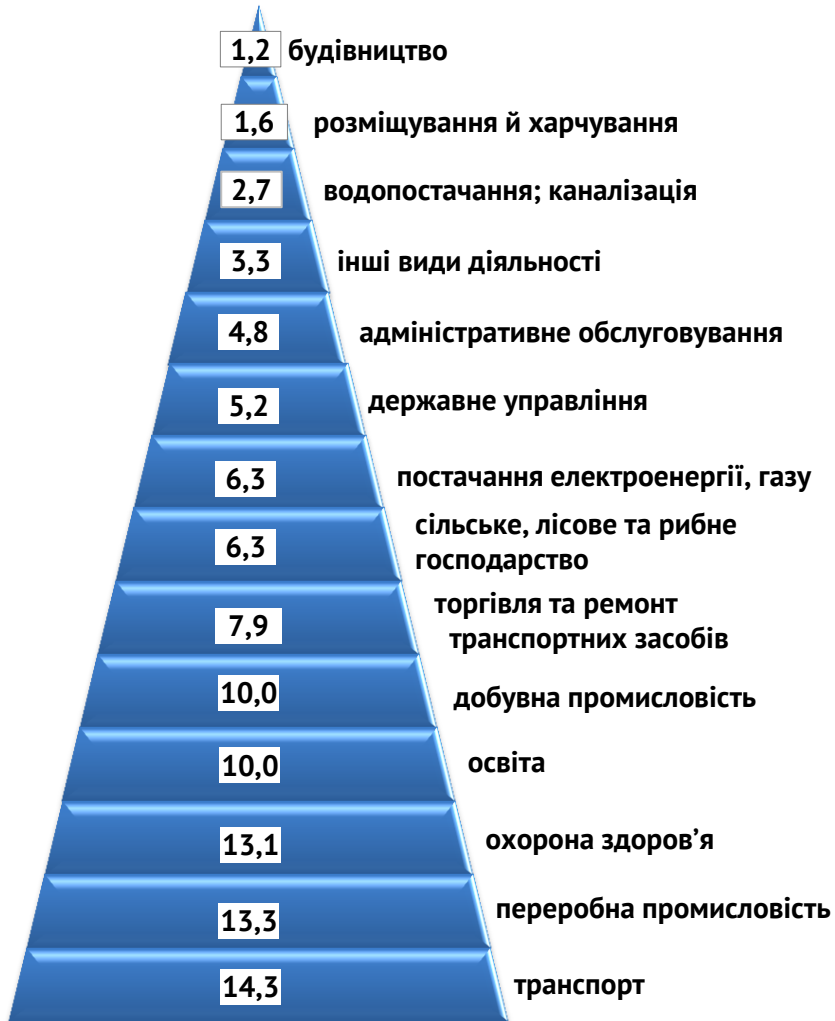 1,2 будівництво
1,6 розміщування й харчування
2,7 водопостачання; каналізація
3,3 інші види діяльності
4,8 адміністративне обслуговування
5,2 державне управління
6,3 постачання електроенергії, газу
6,3 сільське, лісове та рибне
господарство
7,9 торгівля та ремонт
транспортних засобів
10,0 добувна промисловість
10,0 освіта
13,1 охорона здоров’я
13,3 переробна промисловість
14,3 транспорт